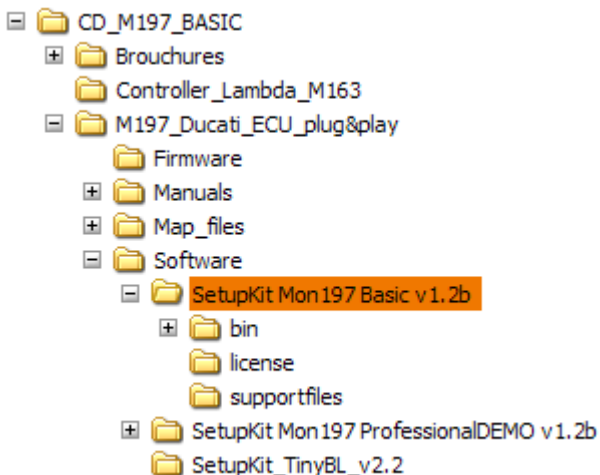 CD_M197_BASIC
Brouchures
Controller_Lambda_M163
M197_Ducati_ECU_plug&play
Firmware
Manuals
Map_files
Software
SetupKit Mon197 Basic v1.2b
bin
license
supportfiles
SetupKit Mon197 ProfessionalDEMO v1.2b
SetupKit_TinyBL_v2.2